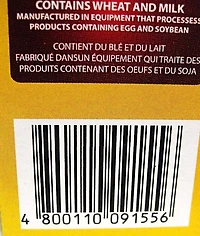 CONTAINS WHEAT AND MILK
MANUFACTURED IN EQUIPMENT THAT PROCESSESS
PRODUCTS CONTAINING EGG AND SOYBEAN
CONTIENT DU BLÉ ET DU LAIT
FABRIQUÉ DANSUN ÉQUIPEMENT QUI TRAITE DES
PRODUITS CONTENANT DES OEUFS ET DU SOJA
4 800110 091556